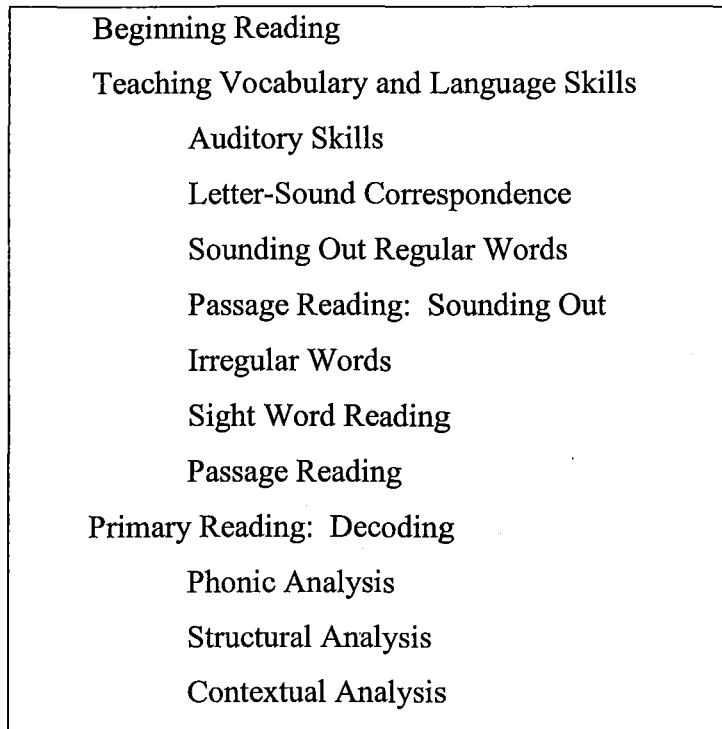 Beginning Reading
Teaching Vocabulary and Language Skills
Auditory Skills
Letter-Sound Correspondence
Sounding Out Regular Words
Passage Reading: Sounding Out
Irregular Words
Sight Word Reading
Passage Reading
Primary Reading: Decoding
Phonic Analysis
Structural Analysis
Contextual Analysis